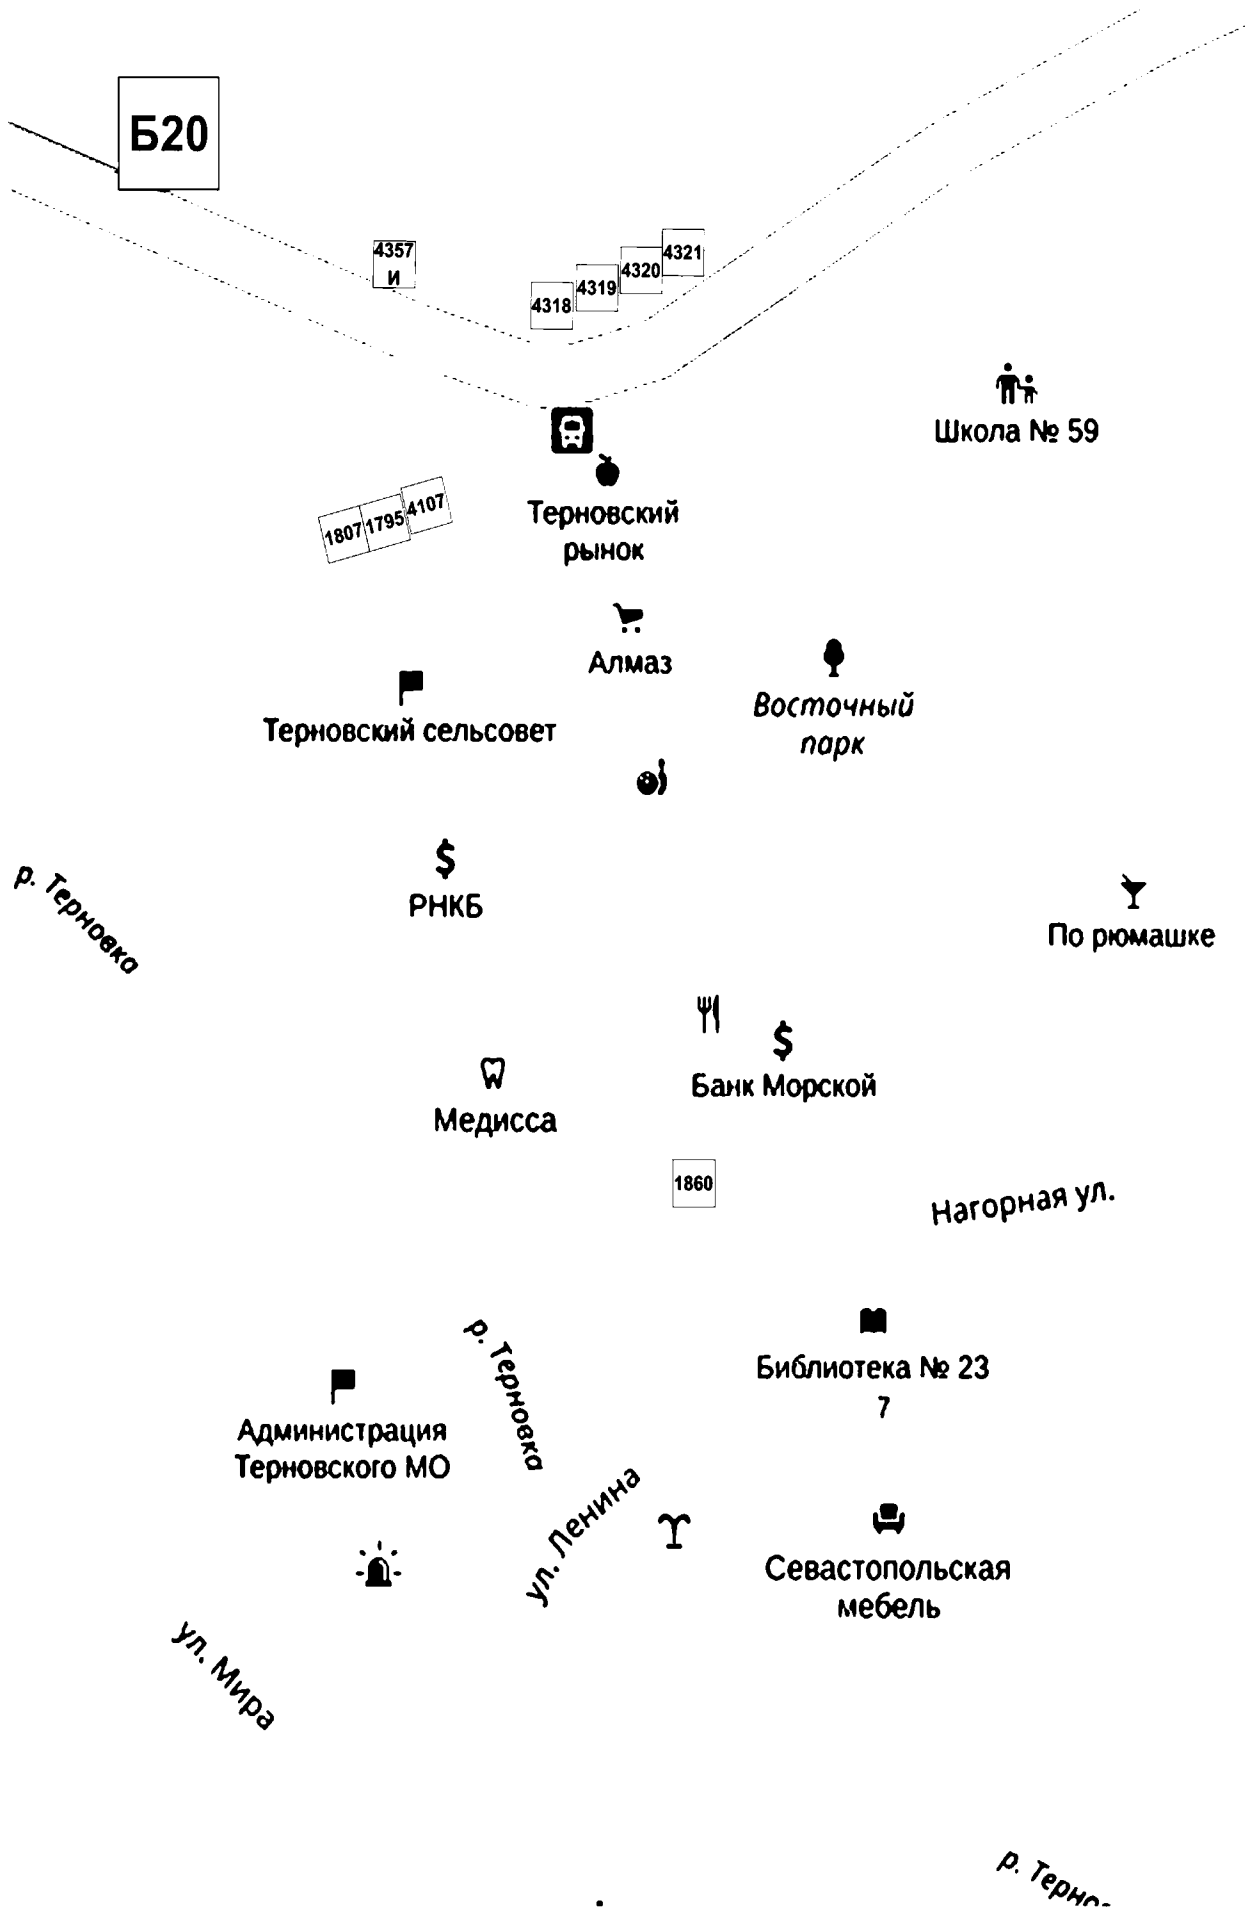 Б20
4357
И
4318
4319
4320
4321
Школа № 59
1807
1795
4107
Терновский
рынок
Алмаз
Восточный
парк
Терновский сельсовет
$
РНКБ
р. Терновка
По рюмашке
$
Банк Морской
Медисса
1860
Нагорная ул.
р. Терновка
Библиотека № 23
7
Администрация
Терновского МО
ул. Ленина
Севастопольская
мебель
ул. Мира
р. Терно